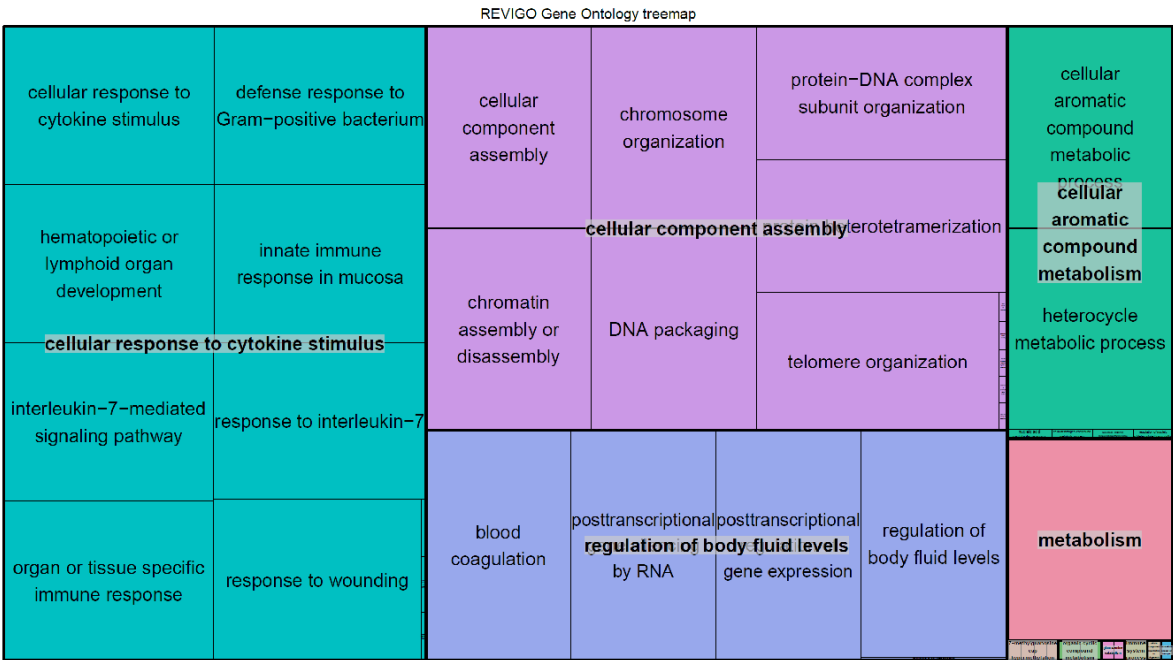 REVIGO Gene Ontology treemap
cellular response to
cytokine stimulus
defense response to
Gram−positive bacterium
hematopoietic or
lymphoid organ
development
innate immune
response in mucosa
cellular response to cytokine stimulus
interleukin−7−mediated
signaling pathway
response to interleukin−7
organ or tissue specific
immune response
response to wounding
cellular
component
assembly
chromosome
organization
protein−DNA complex
subunit organization
cellular component assembly
protein heterotetramerization
chromatin
assembly or
disassembly
DNA packaging
telomere organization
blood
coagulation
posttranscriptional
by RNA
posttranscriptional
gene expression
regulation of body fluid levels
regulation of
body fluid levels
cellular
aromatic
compound
metabolic
process
cellular
aromatic
compound
metabolism
heterocycle
metabolic process
metabolism